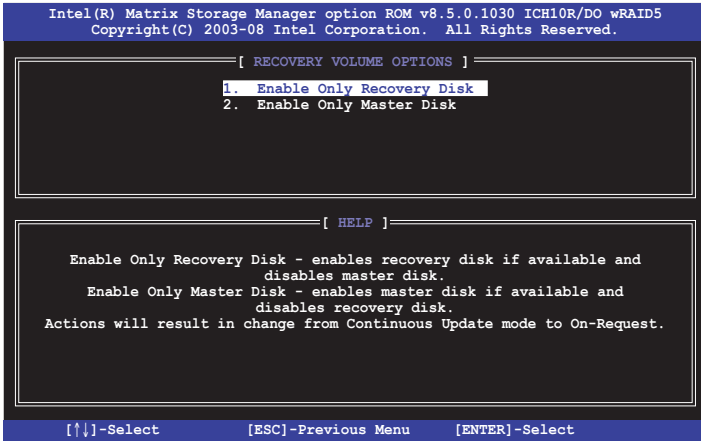 Intel(R) Matrix Storage Manager option ROM v8.5.0.1030 ICH10R/DO wRAID5
Copyright(C) 2003-08 Intel Corporation. All Rights Reserved.
[ RECOVERY VOLUME OPTIONS ]
1. Enable Only Recovery Disk
2. Enable Only Master Disk
[ HELP ]
Enable Only Recovery Disk - enables recovery disk if available and
disables master disk.
Enable Only Master Disk - enables master disk if available and
disables recovery disk.
Actions will result in change from Continuous Update mode to On-Request.
[↑↓]-Select [ESC]-Previous Menu [ENTER]-Select